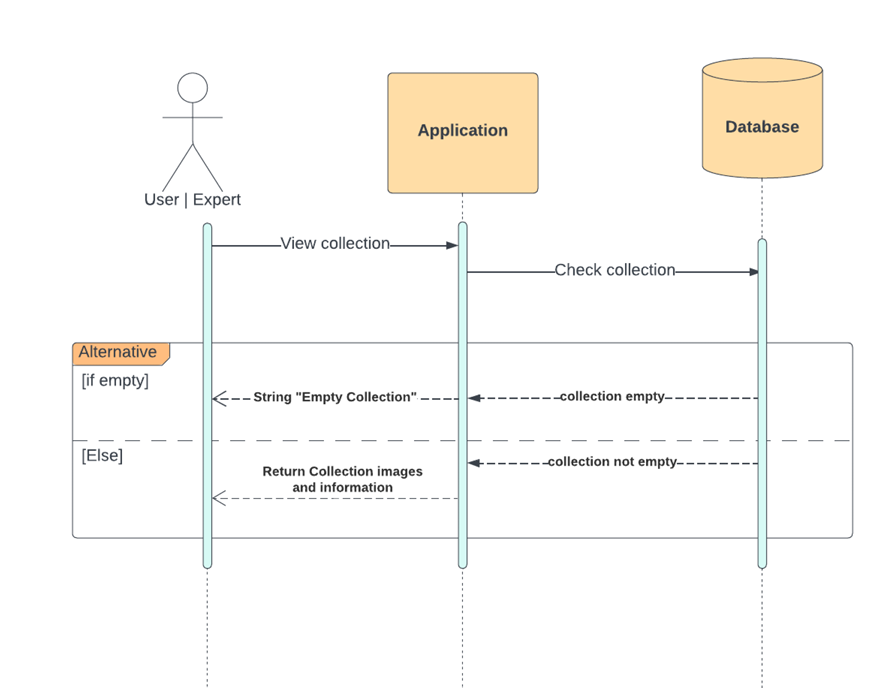 Application
Database
User | Expert
View collection
Check collection
Alternative
[if empty]
String "Empty Collection"
collection empty
[Else]
collection not empty
Return Collection images
and information